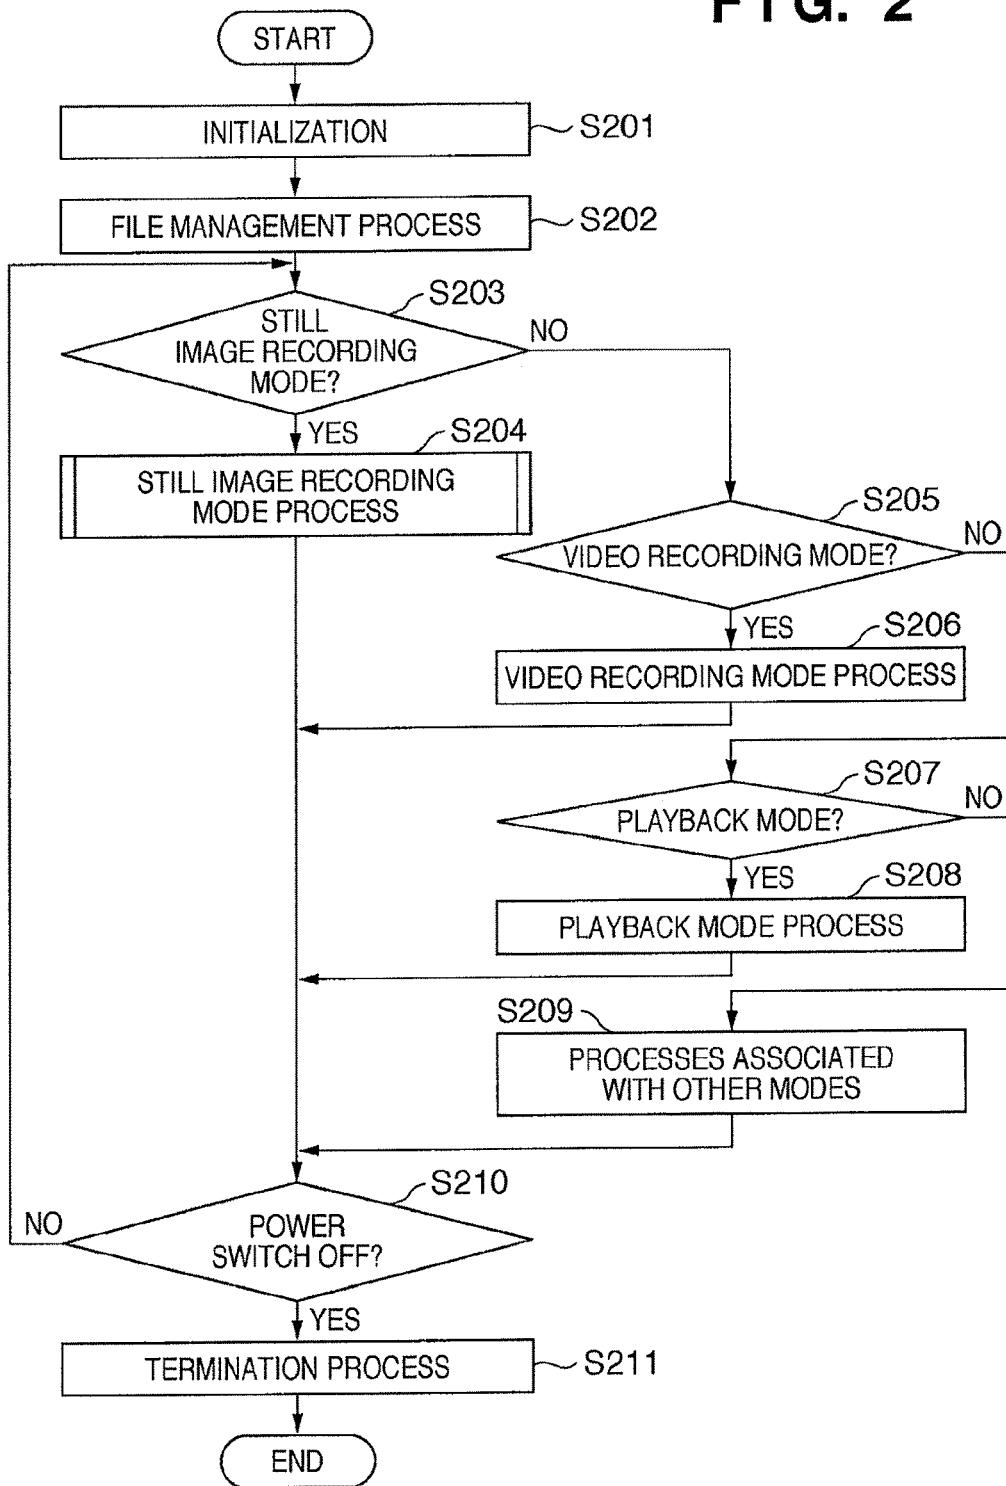 FIG. 2
START
INITIALIZATION
S201
FILE MANAGEMENT PROCESS
S202
S203
STILL
IMAGE RECORDING
MODE?
NO
YES
S204
STILL IMAGE RECORDING
MODE PROCESS
S205
VIDEO RECORDING MODE?
NO
YES
S206
VIDEO RECORDING MODE PROCESS
S207
PLAYBACK MODE?
NO
YES
S208
PLAYBACK MODE PROCESS
S209
PROCESSES ASSOCIATED
WITH OTHER MODES
S210
POWER
SWITCH OFF?
NO
YES
TERMINATION PROCESS
S211
END